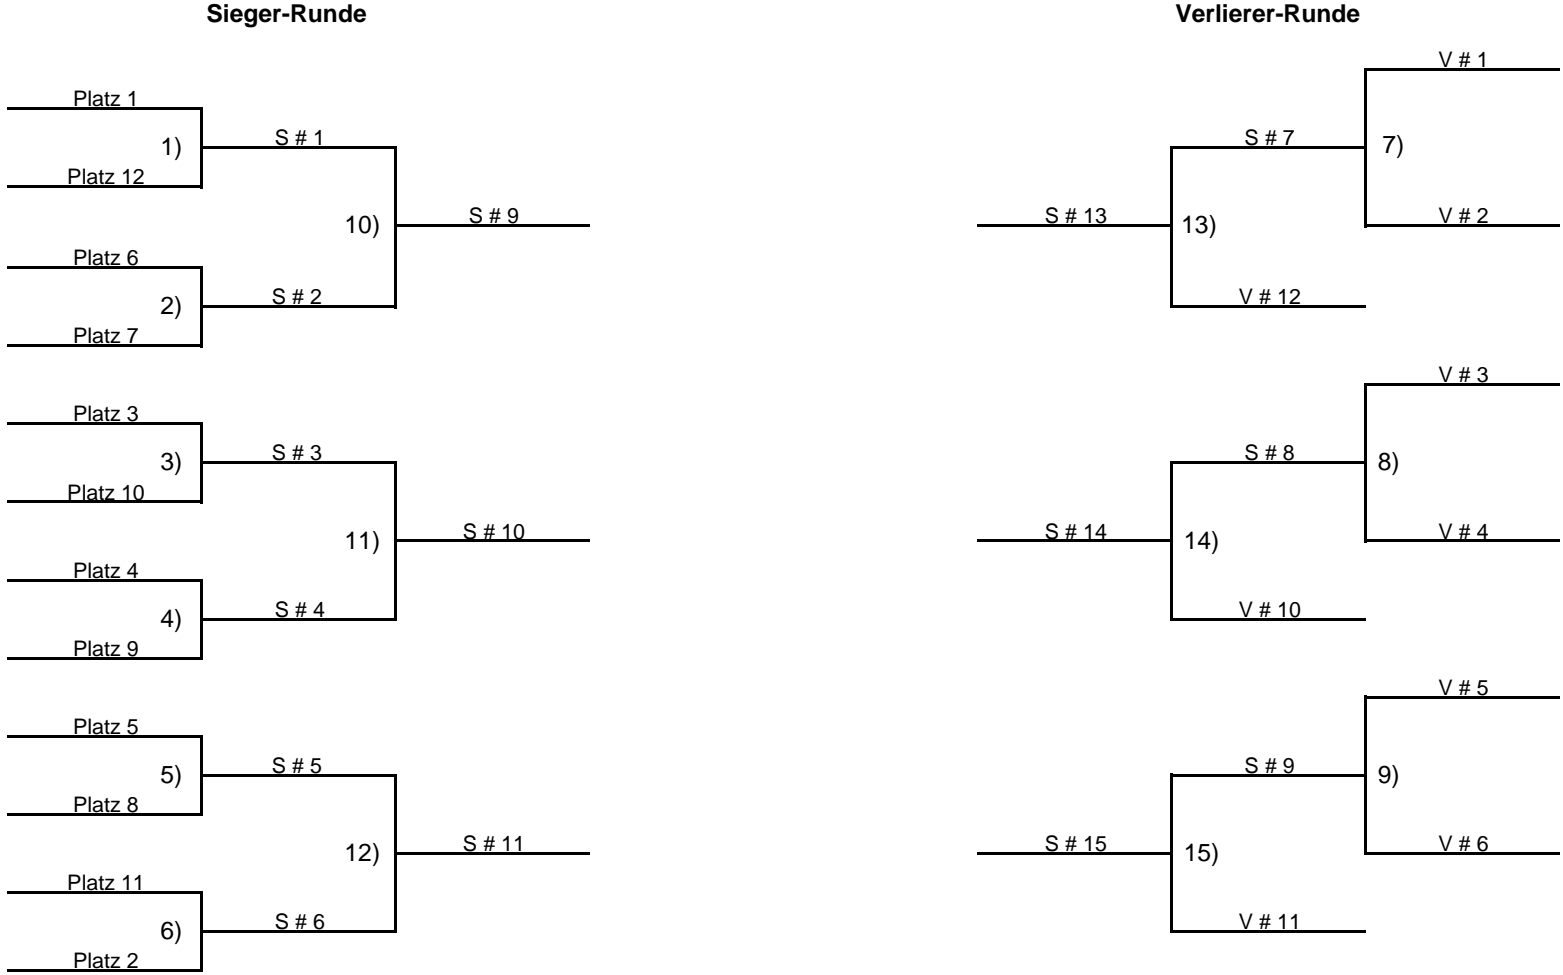 Sieger-Runde
Platz 1
1)
S # 1
Platz 12
10)
S # 9
Platz 6
2)
S # 2
Platz 7
Platz 3
3)
S # 3
Platz 10
11)
S # 10
Platz 4
4)
S # 4
Platz 9
Platz 5
5)
S # 5
Platz 8
12)
S # 11
Platz 11
6)
S # 6
Platz 2
Verlierer-Runde
V # 1
S # 7
7)
S # 13
13)
V # 2
V # 12
V # 3
S # 8
8)
S # 14
14)
V # 4
V # 10
V # 5
S # 9
9)
S # 15
15)
V # 6
V # 11